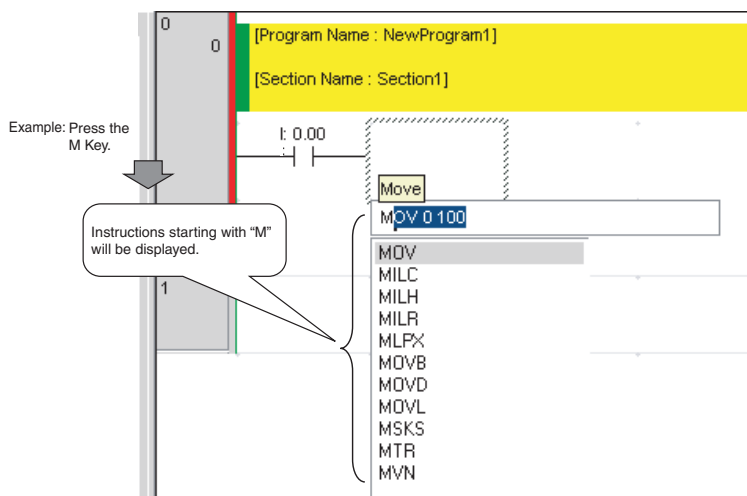 0
0
[Program Name : NewProgram1]
[Section Name : Section1]
Example: Press the
M Key.
I: 0.00
Move
MOV 0 100
Instructions starting with “M”
will be displayed.
MOV
MILC
MILH
MILR
MLPX
MOVB
MOVD
MOVL
MSKS
MTR
MVN
1